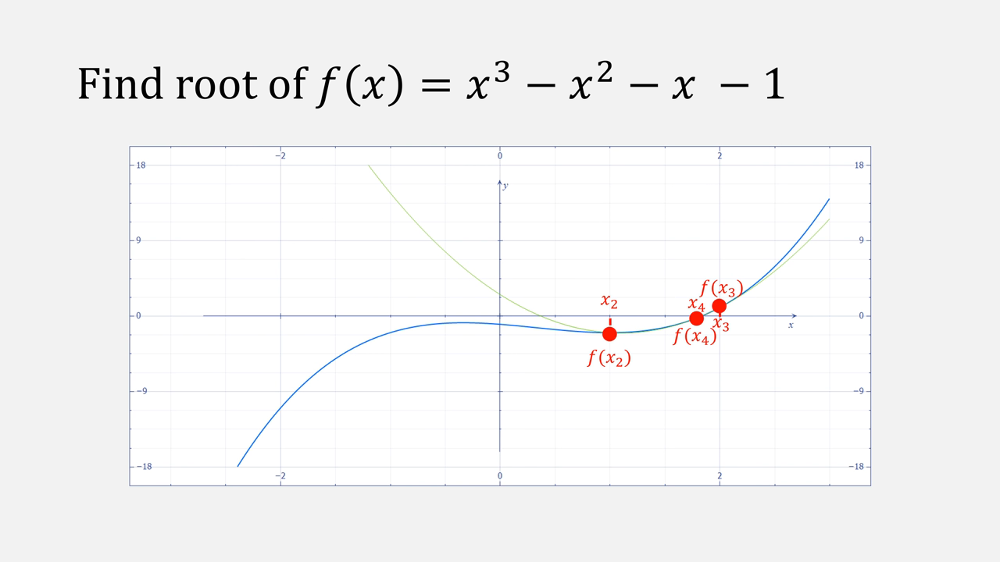 Find root of f(x) = x³ − x² − x − 1
−2 0 2
18 18
y
9 9
f(x₃)
x₂ x₄
0 0
x₃ x
f(x₄)
f(x₂)
−9 −9
−18 −18
−2 0 2